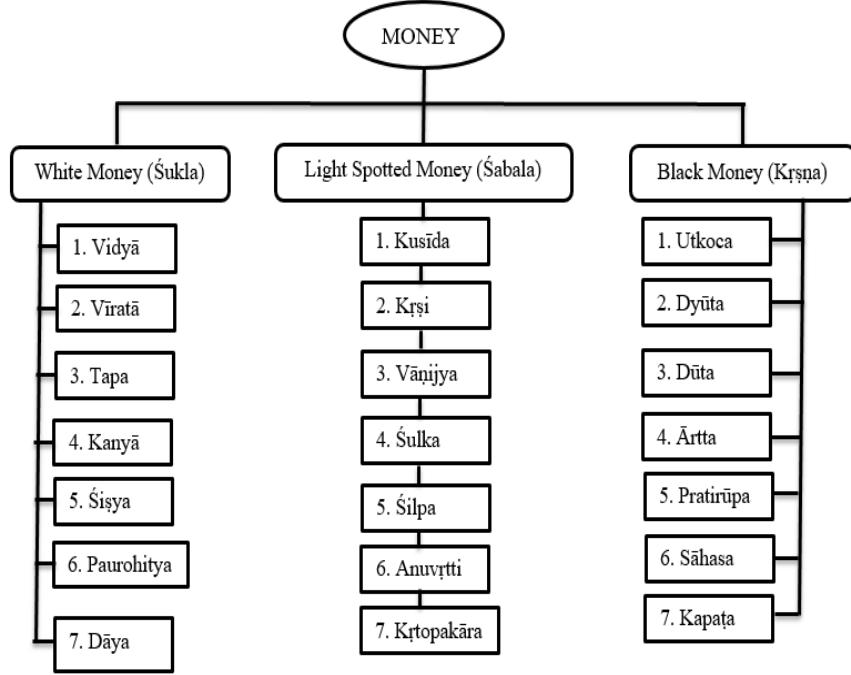 MONEY
White Money (Śukla)
1. Vidyā
2. Vīratā
3. Tapa
4. Kanyā
5. Śiṣya
6. Paurohitya
7. Dāya
Light Spotted Money (Śabala)
1. Kusīda
2. Kṛṣi
3. Vāṇijya
4. Śulka
5. Śilpa
6. Anuvṛtti
7. Kṛtopakāra
Black Money (Kṛṣṇa)
1. Utkoca
2. Dyūta
3. Dūta
4. Ārtta
5. Pratirūpa
6. Sāhasa
7. Kapaṭa